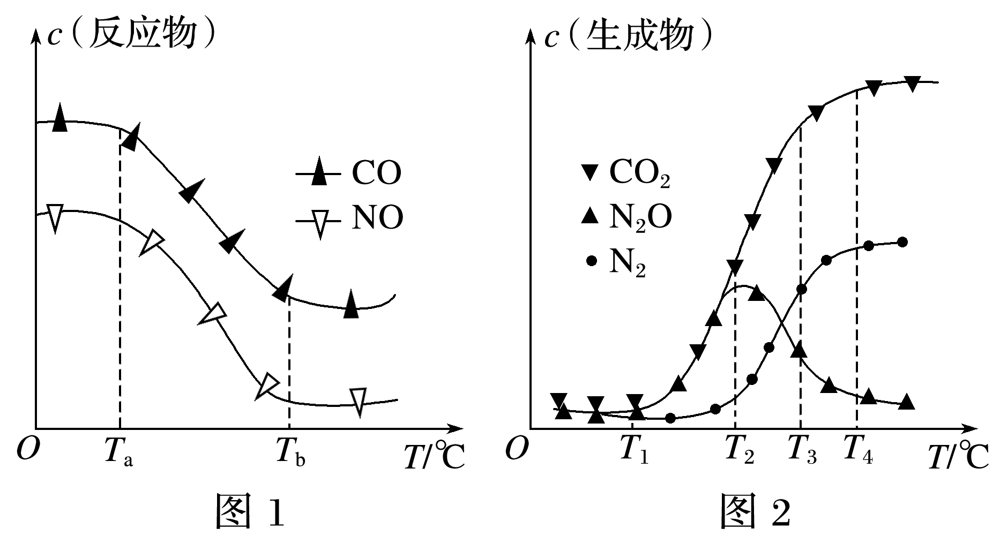 c（反应物）
CO
NO
O
Tₐ
T_b
T/℃
图 1
c（生成物）
CO₂
N₂O
N₂
O
T₁
T₂
T₃
T₄
T/℃
图 2